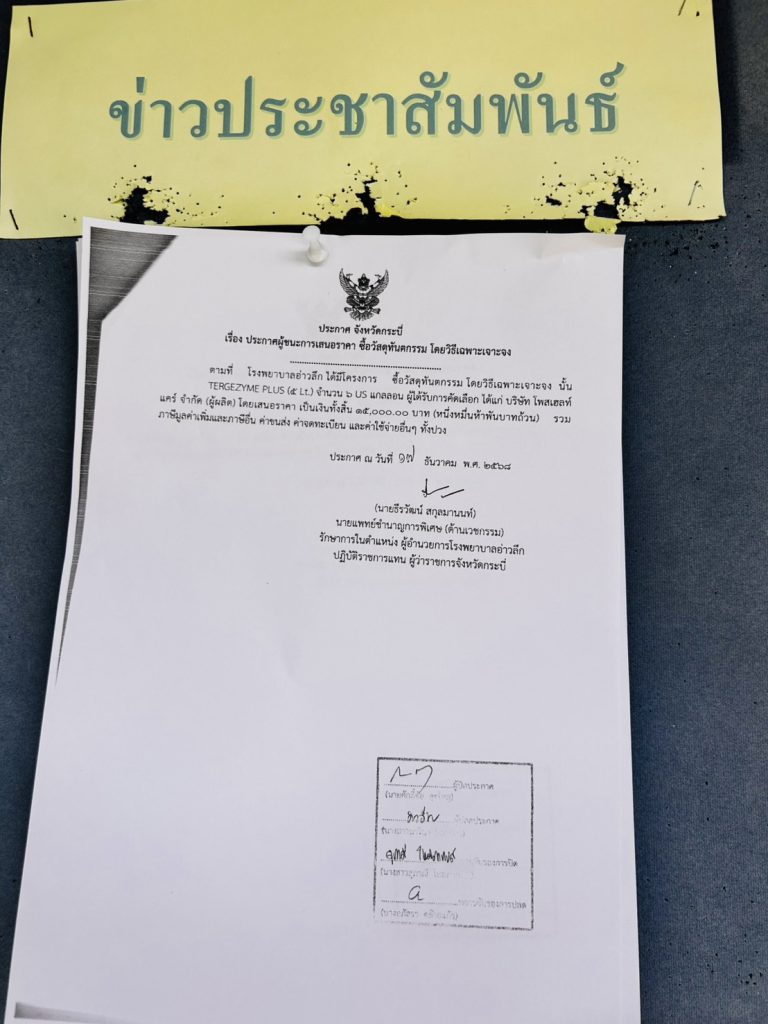 ข่าวประชาสัมพันธ์
ประกาศ จังหวัดกระบี่
เรื่อง ประกาศผู้ชนะการเสนอราคา ซื้อวัสดุทันตกรรม โดยวิธีเฉพาะเจาะจง
ตามที่ โรงพยาบาลอ่าวลึก ได้มีโครงการ ซื้อวัสดุทันตกรรม โดยวิธีเฉพาะเจาะจง นั้น
TERGEZYME PLUS (๕ Lt.) จำนวน ๖ US แกลลอน ผู้ได้รับการคัดเลือก ได้แก่ บริษัท โพสเฮลท์
แคร์ จำกัด (ผู้ผลิต) โดยเสนอราคา เป็นเงินทั้งสิ้น ๑๕,๐๐๐.๐๐ บาท (หนึ่งหมื่นห้าพันบาทถ้วน) รวม
ภาษีมูลค่าเพิ่มและภาษีอื่น ค่าขนส่ง ค่าจดทะเบียน และค่าใช้จ่ายอื่นๆ ทั้งปวง
ประกาศ ณ วันที่ ๑๗ ธันวาคม พ.ศ. ๒๕๖๘
(นายธีรวัฒน์ สกุลมานนท์)
นายแพทย์ชำนาญการพิเศษ (ด้านเวชกรรม)
รักษาการในตำแหน่ง ผู้อำนวยการโรงพยาบาลอ่าวลึก
ปฏิบัติราชการแทน ผู้ว่าราชการจังหวัดกระบี่
ผู้ปิดประกาศ